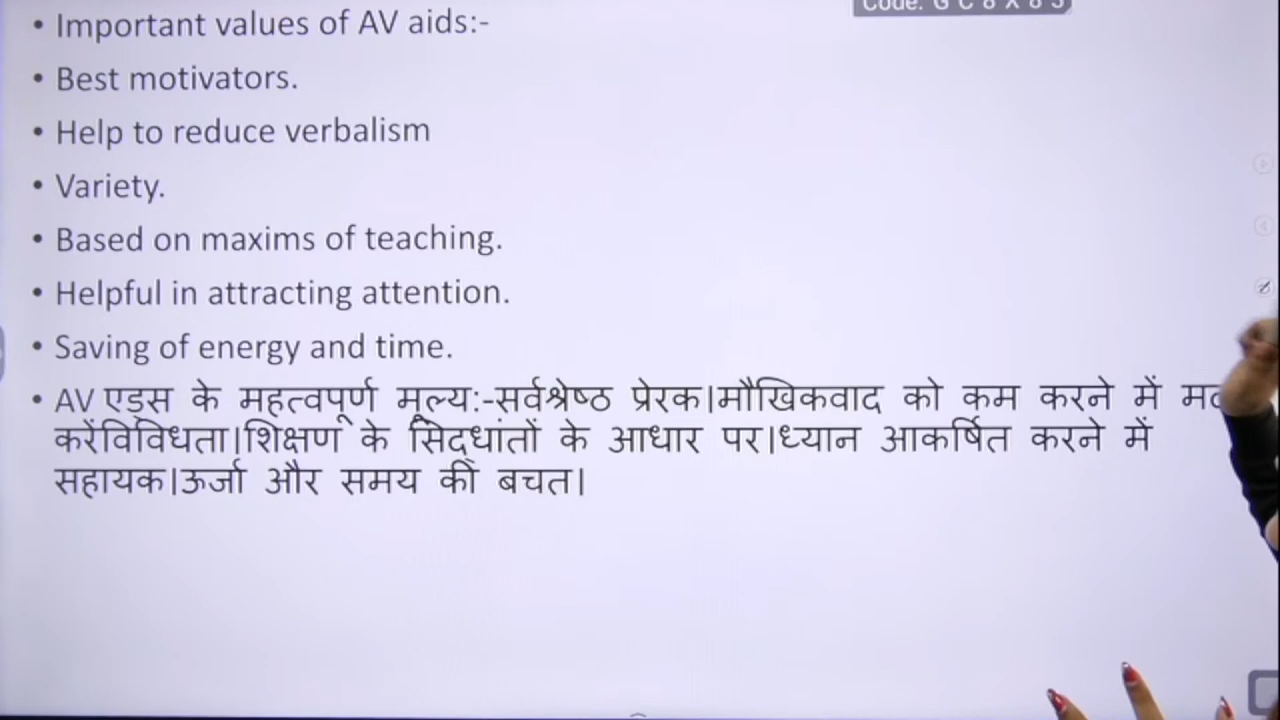 • Important values of AV aids:-
• Best motivators.
• Help to reduce verbalism
• Variety.
• Based on maxims of teaching.
• Helpful in attracting attention.
• Saving of energy and time.
• AV एड्स के महत्वपूर्ण मूल्य:-सर्वश्रेष्ठ प्रेरक|मौखिकवाद को कम करने में
करेंविविधता|शिक्षण के सिद्धांतों के आधार पर|ध्यान आकर्षित करने में
सहायक|ऊर्जा और समय की बचत|